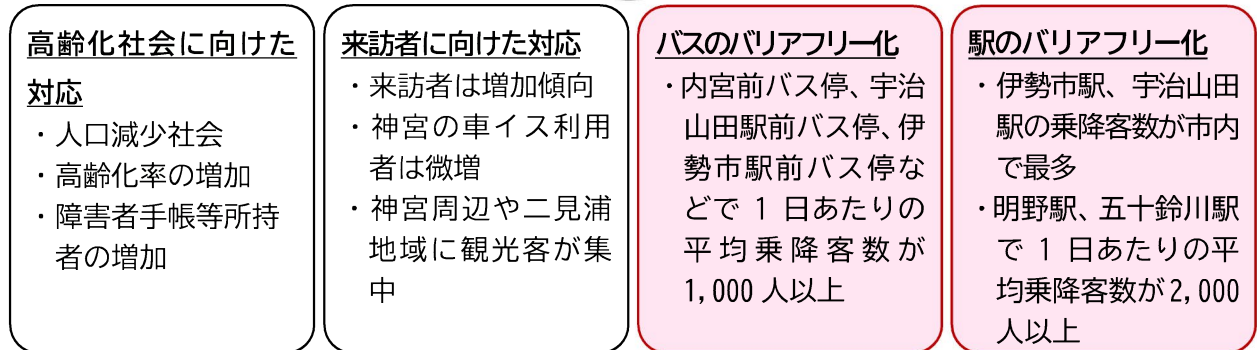 高齢化社会に向けた
対応
・人口減少社会
・高齢化率の増加
・障害者手帳等所持
者の増加
来訪者に向けた対応
・来訪者は増加傾向
・神宮の車イス利用
者は微増
・神宮周辺や二見浦
地域に観光客が集
中
バスのバリアフリー化
・内宮前バス停、宇治
山田駅前バス停、伊
勢市駅前バス停な
どで 1 日あたりの
平均乗降客数が
1,000 人以上
駅のバリアフリー化
・伊勢市駅、宇治山田
駅の乗降客数が市内
で最多
・明野駅、五十鈴川駅
で 1 日あたりの平
均乗降客数が2,000
人以上